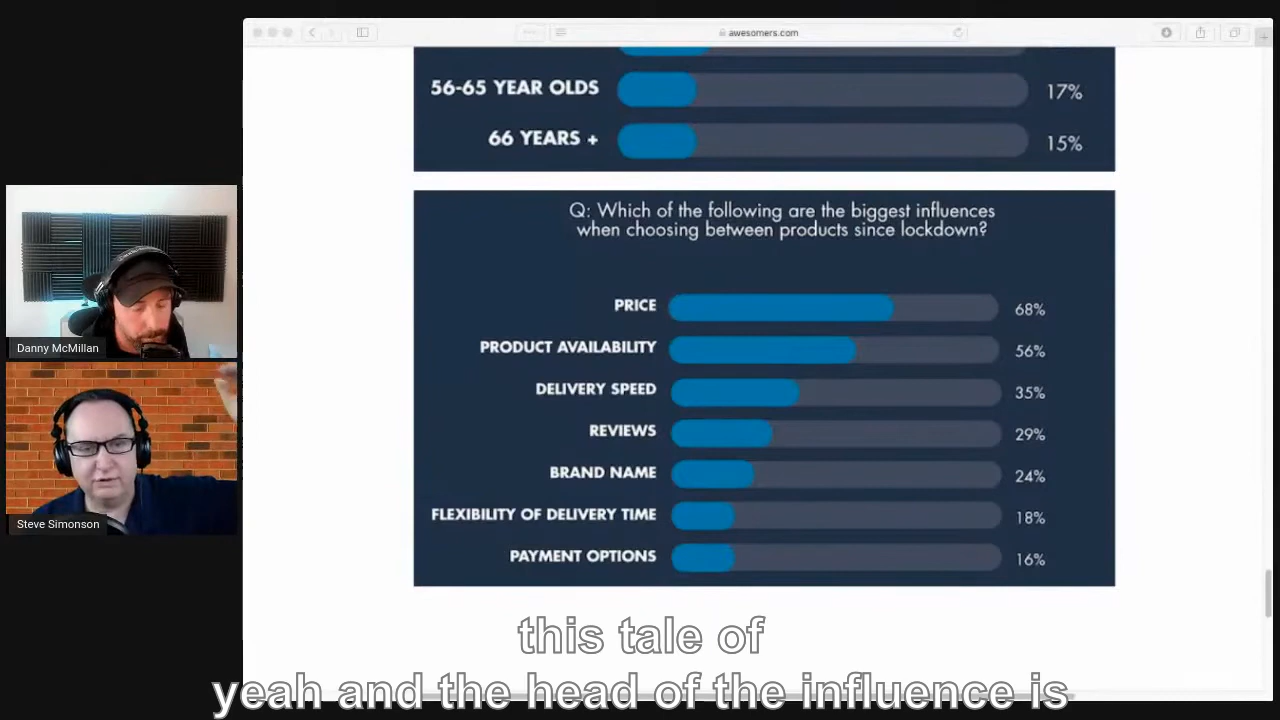 awesomers.com
56-65 YEAR OLDS
17%
66 YEARS +
15%
Q: Which of the following are the biggest influences
when choosing between products since lockdown?
PRICE
68%
PRODUCT AVAILABILITY
56%
DELIVERY SPEED
35%
REVIEWS
29%
BRAND NAME
24%
FLEXIBILITY OF DELIVERY TIME
18%
PAYMENT OPTIONS
16%
Danny McMillan
Steve Simonson
this tale of
yeah and the head of the influence is